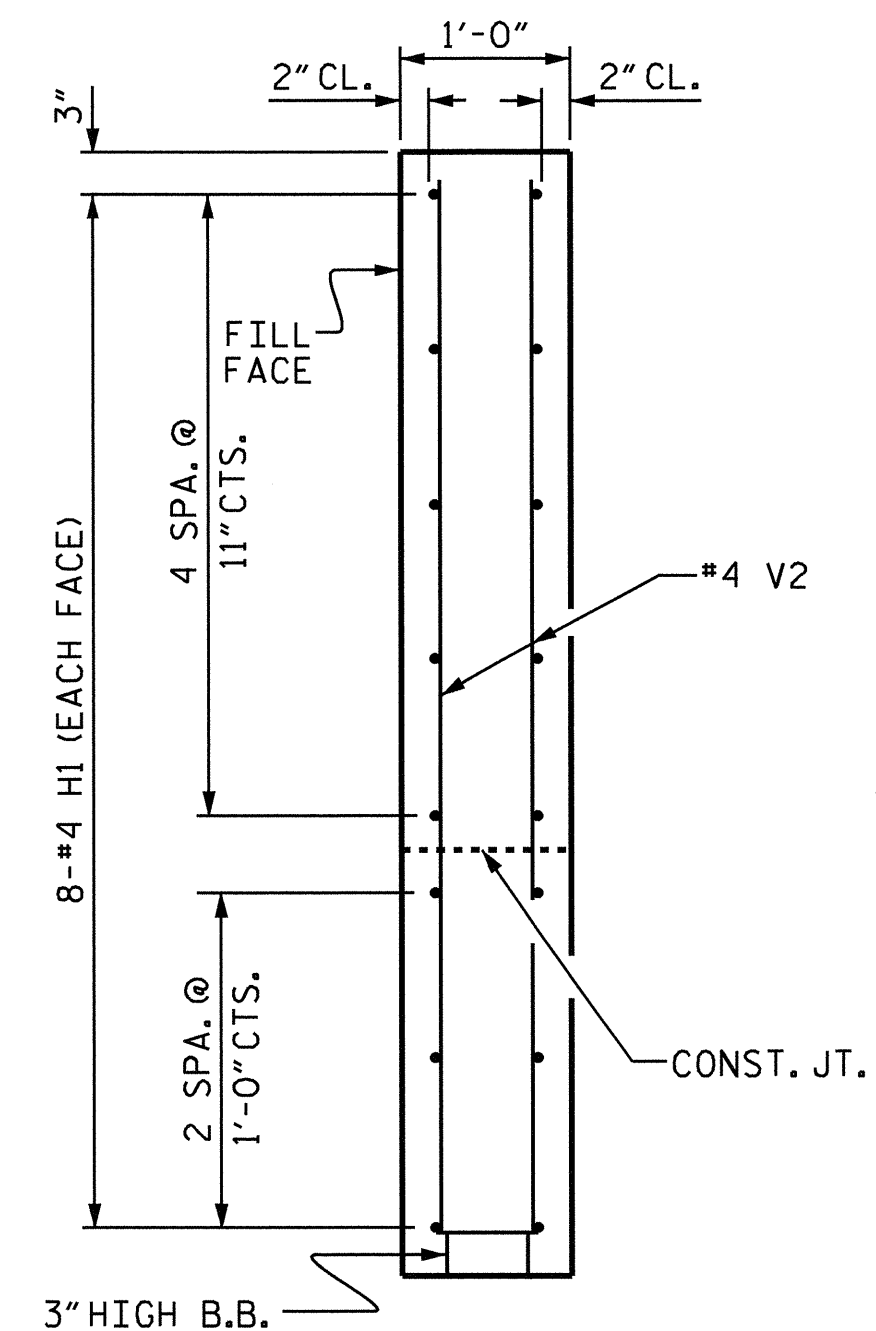 1'-0"
2" CL.
2" CL.
3"
FILL
FACE
4 SPA. @
11" CTS.
8-#4 H1 (EACH FACE)
#4 V2
2 SPA. @
1'-0" CTS.
CONST. JT.
3" HIGH B.B.